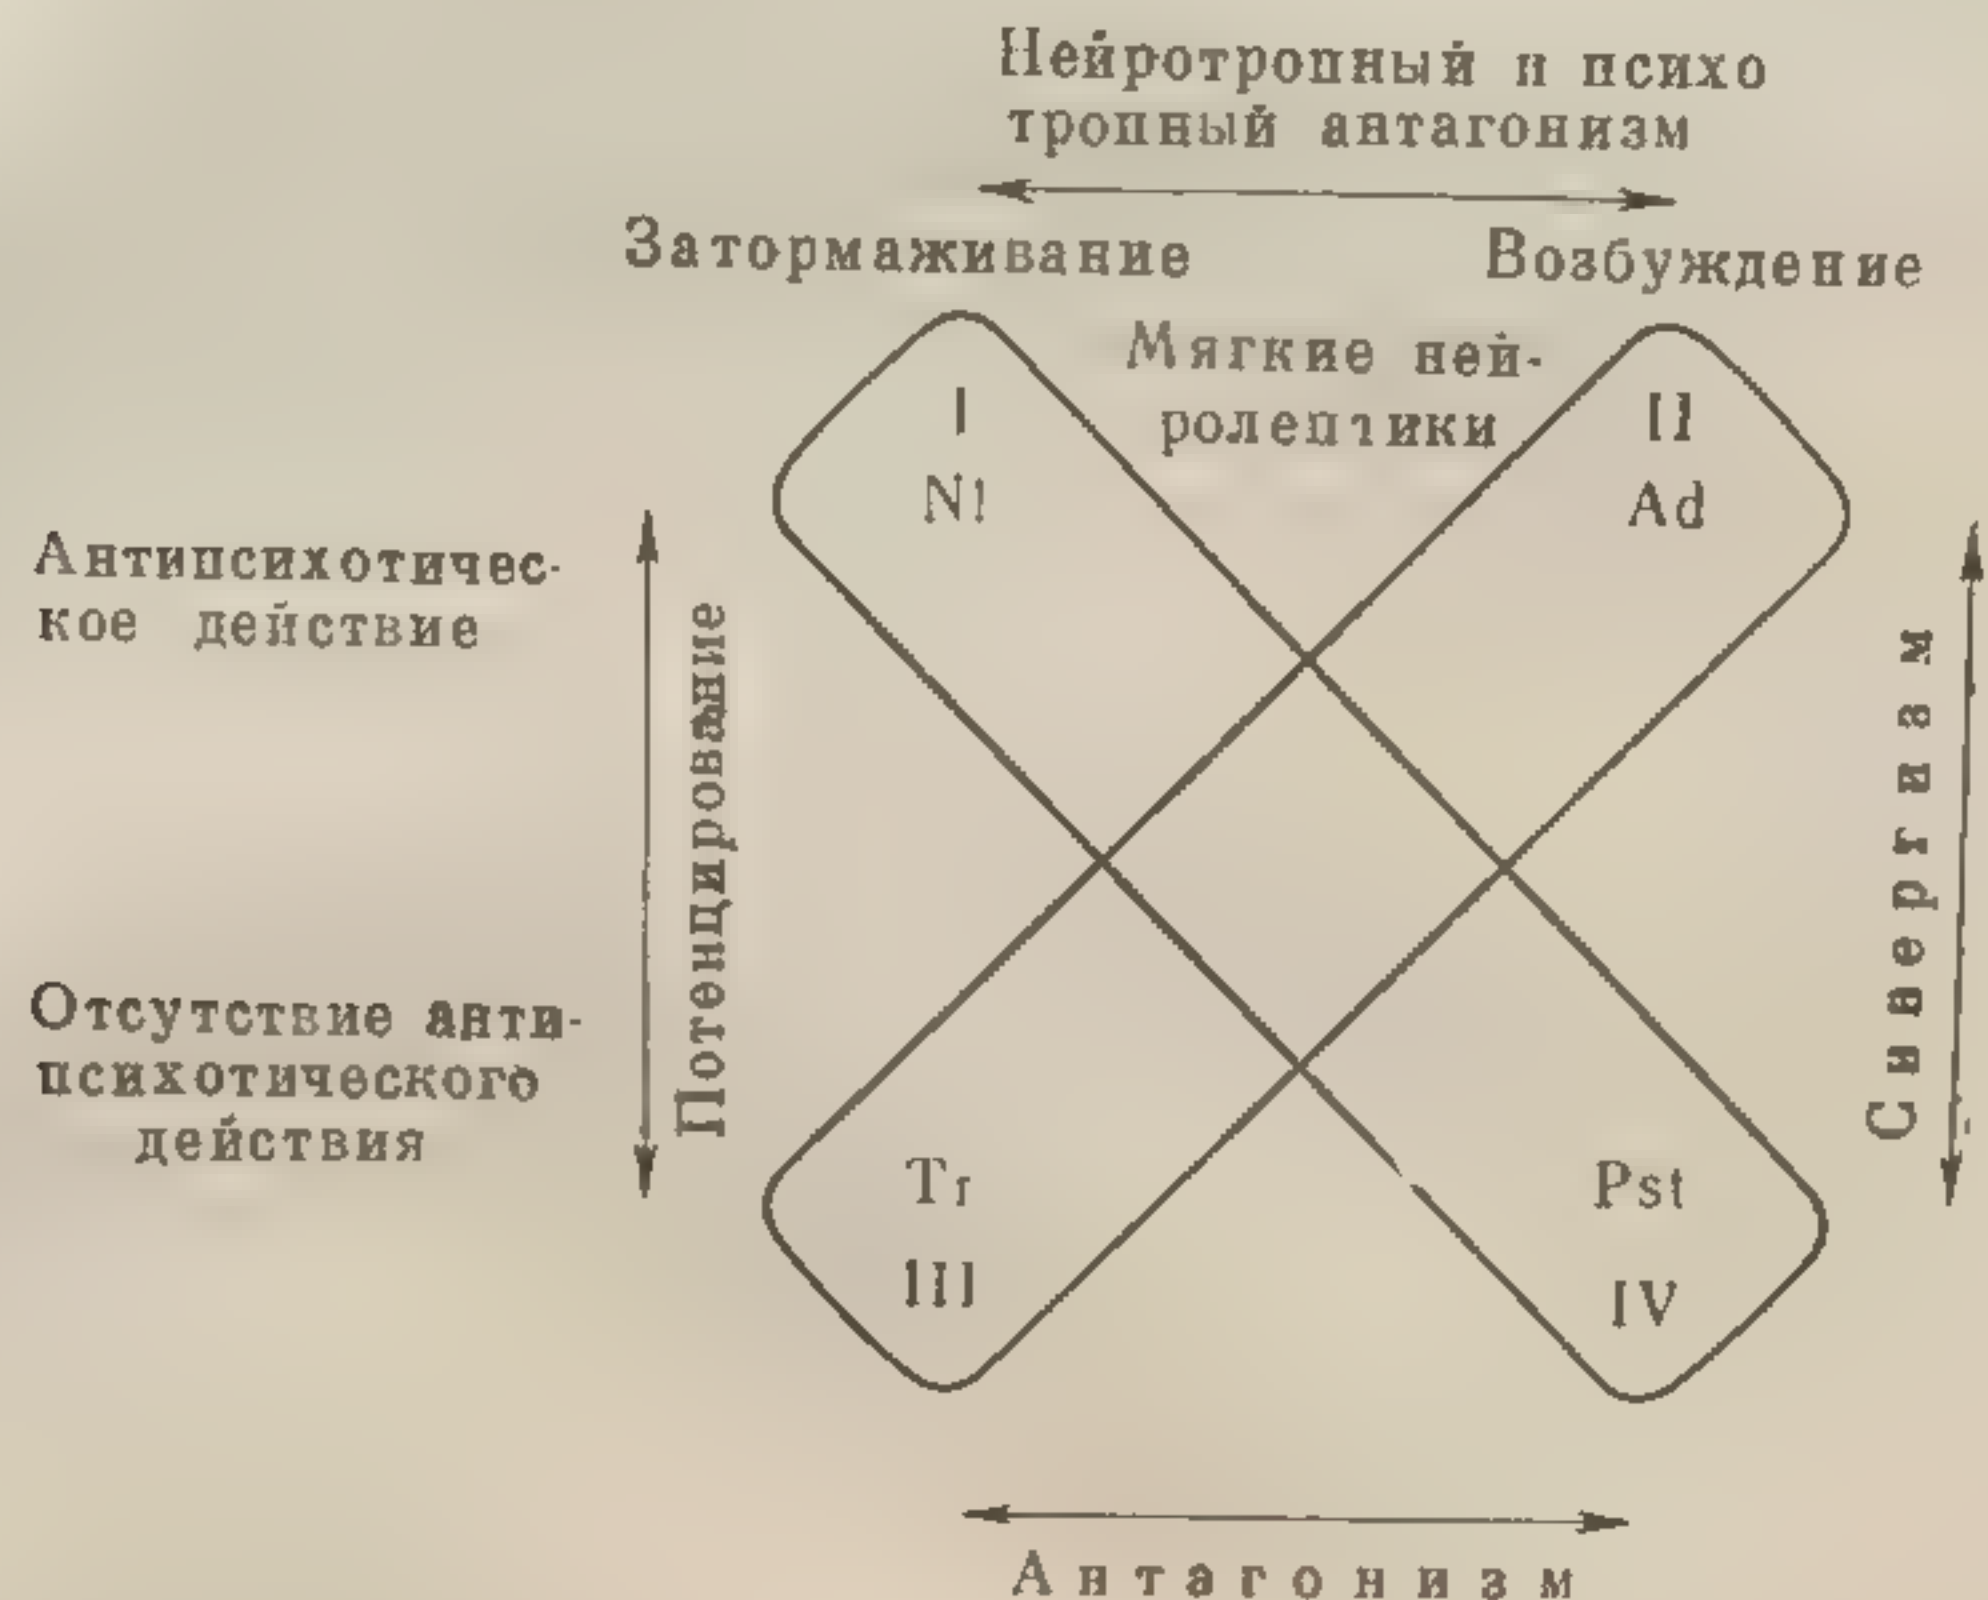 Нейротропный и психо
тропный антагонизм
Затормаживание
Возбуждение
Мягкие ней-
ролептики
I
Nl
II
Ad
Антипсихотичес-
кое действие
Потенцирование
Синергизм
Отсутствие анти-
психотического
действия
Tr
III
Pst
IV
Антагонизм